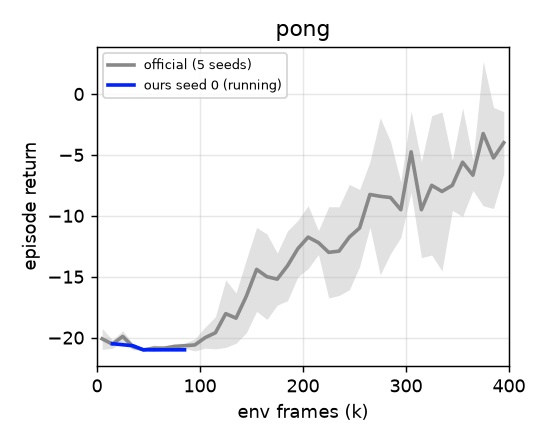 pong
official (5 seeds)
ours seed 0 (running)
episode return
0
−5
−10
−15
−20
0
100
200
300
400
env frames (k)